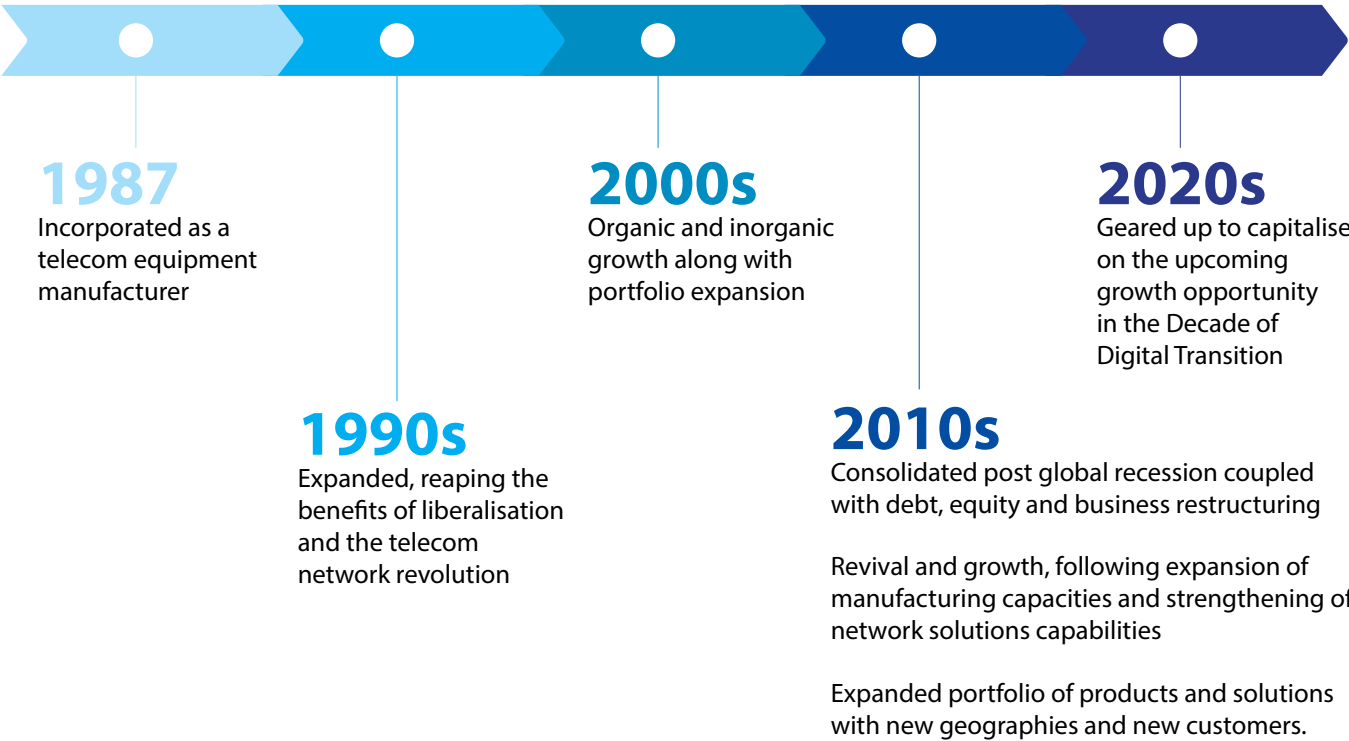 1987
Incorporated as a
telecom equipment
manufacturer
1990s
Expanded, reaping the
benefits of liberalisation
and the telecom
network revolution
2000s
Organic and inorganic
growth along with
portfolio expansion
2010s
Consolidated post global recession coupled
with debt, equity and business restructuring
Revival and growth, following expansion of
manufacturing capacities and strengthening of
network solutions capabilities
Expanded portfolio of products and solutions
with new geographies and new customers.
2020s
Geared up to capitalise
on the upcoming
growth opportunity
in the Decade of
Digital Transition